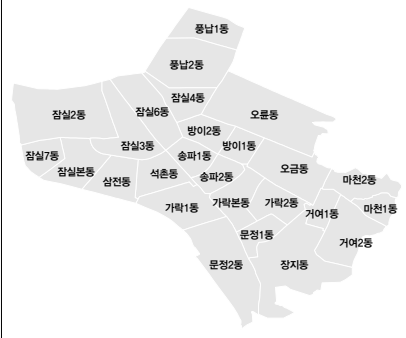 풍납1동
풍납2동
잠실4동
잠실2동
잠실6동
오륜동
방이2동
잠실3동
방이1동
잠실7동
송파1동
잠실본동
석촌동
송파2동
오금동
삼전동
마천2동
가락1동
가락본동
가락2동
거여1동
마천1동
문정1동
거여2동
문정2동
장지동